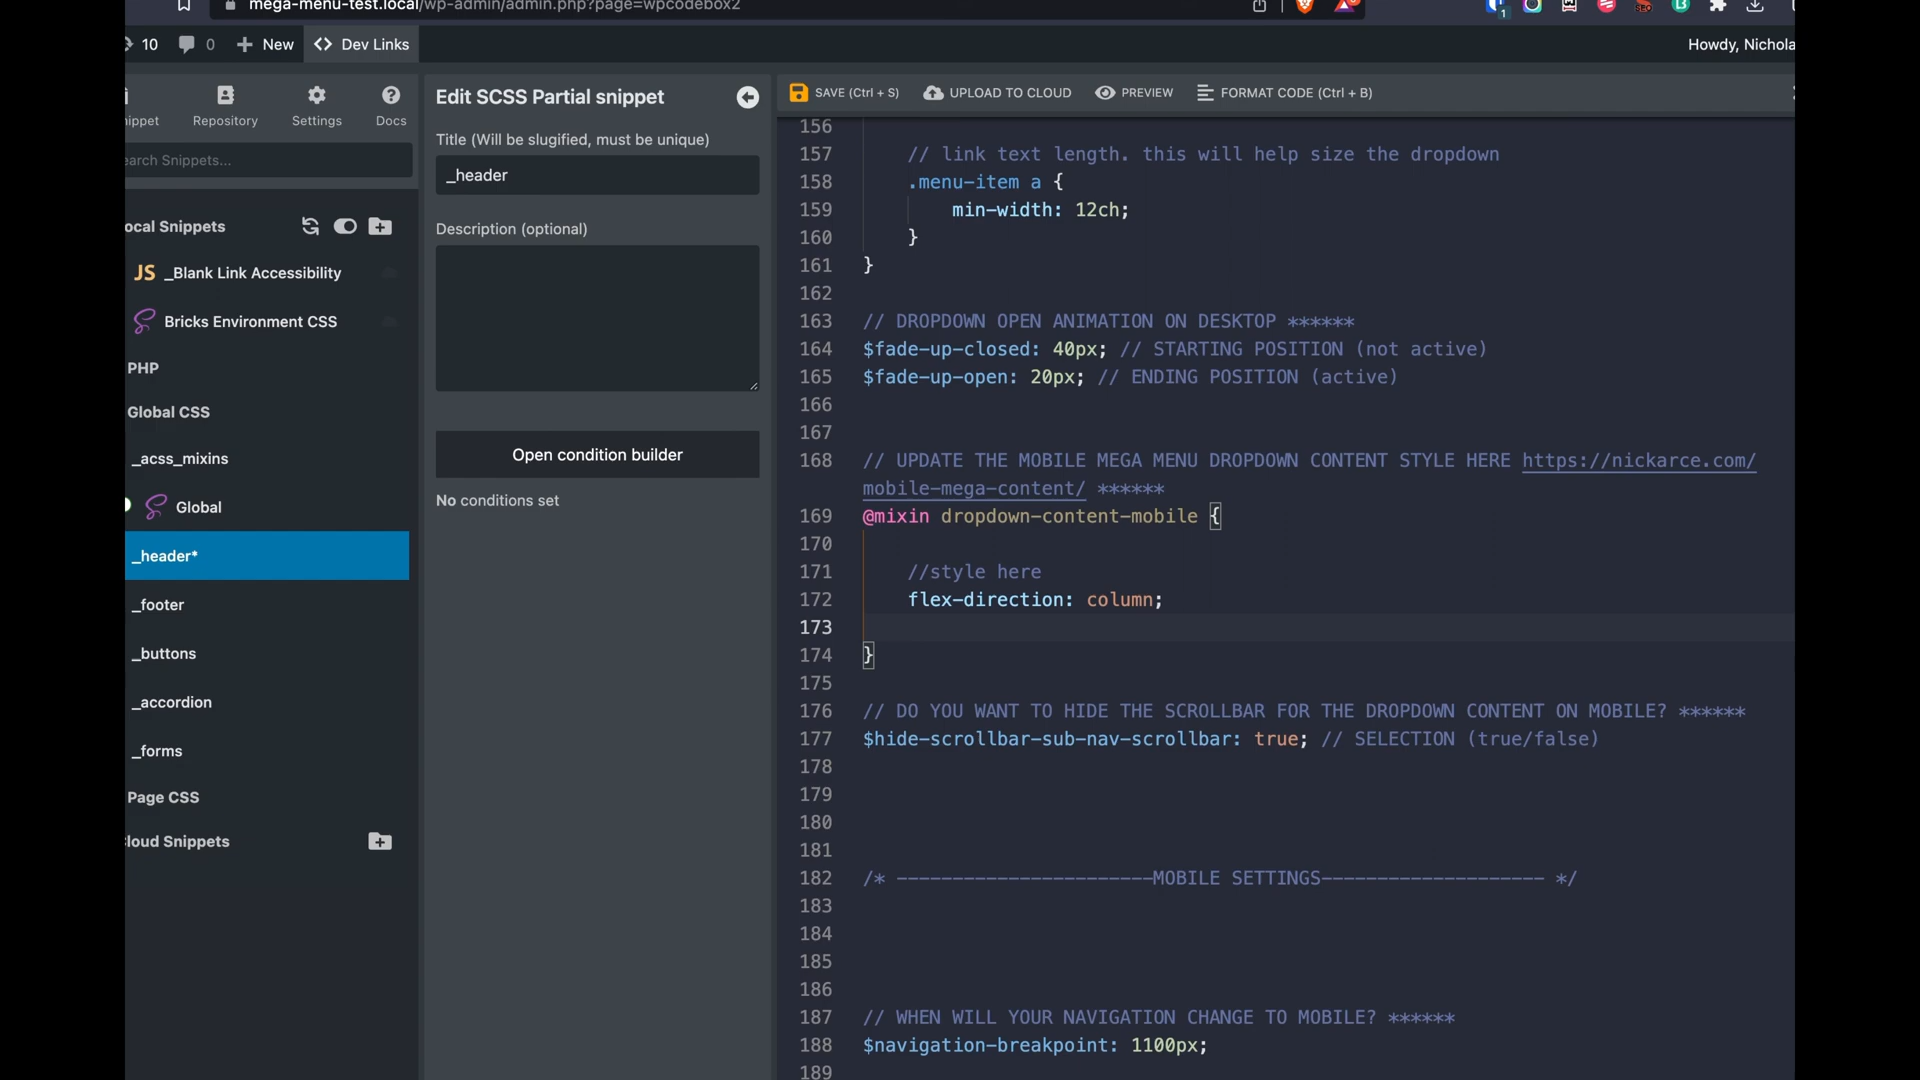 mega-menu-test.local/wp-admin/admin.php?page=wpcodebox2
1
SEO
10
0
New
Dev Links
Howdy, Nichola
nippet
Repository
Settings
Docs
earch Snippets...
ocal Snippets
JS _Blank Link Accessibility
Bricks Environment CSS
PHP
Global CSS
_acss_mixins
Global
_header*
_footer
_buttons
_accordion
_forms
Page CSS
loud Snippets
Edit SCSS Partial snippet
Title (Will be slugified, must be unique)
_header
Description (optional)
Open condition builder
No conditions set
SAVE (Ctrl + S)
UPLOAD TO CLOUD
PREVIEW
FORMAT CODE (Ctrl + B)
156
157 // link text length. this will help size the dropdown
158 .menu-item a {
159 min-width: 12ch;
160 }
161 }
162
163 // DROPDOWN OPEN ANIMATION ON DESKTOP ******
164 $fade-up-closed: 40px; // STARTING POSITION (not active)
165 $fade-up-open: 20px; // ENDING POSITION (active)
166
167
168 // UPDATE THE MOBILE MEGA MENU DROPDOWN CONTENT STYLE HERE https://nickarce.com/
mobile-mega-content/ ******
169 @mixin dropdown-content-mobile {
170
171 //style here
172 flex-direction: column;
173
174 }
175
176 // DO YOU WANT TO HIDE THE SCROLLBAR FOR THE DROPDOWN CONTENT ON MOBILE? ******
177 $hide-scrollbar-sub-nav-scrollbar: true; // SELECTION (true/false)
178
179
180
181
182 /* -----------------------MOBILE SETTINGS-------------------- */
183
184
185
186
187 // WHEN WILL YOUR NAVIGATION CHANGE TO MOBILE? ******
188 $navigation-breakpoint: 1100px;
189